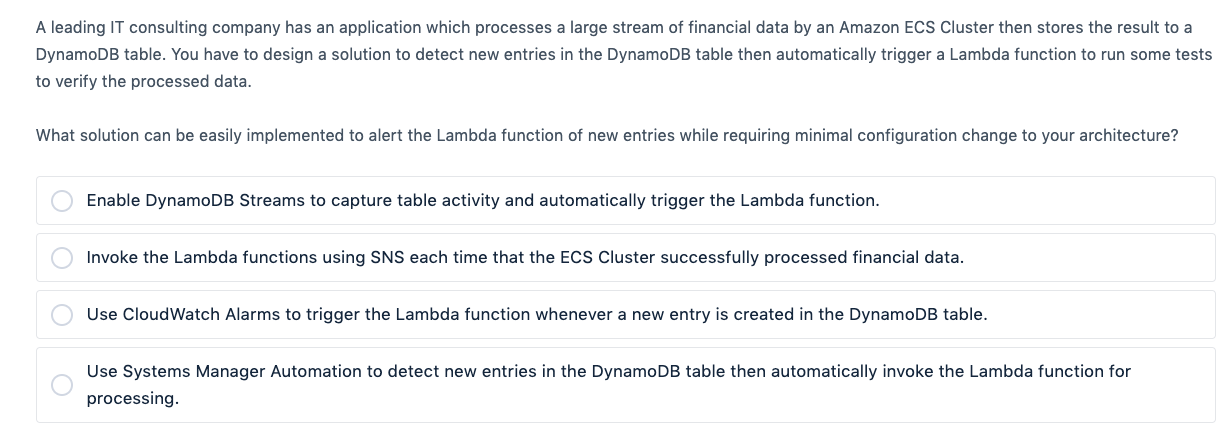 A leading IT consulting company has an application which processes a large stream of financial data by an Amazon ECS Cluster then stores the result to a
DynamoDB table. You have to design a solution to detect new entries in the DynamoDB table then automatically trigger a Lambda function to run some tests
to verify the processed data.
What solution can be easily implemented to alert the Lambda function of new entries while requiring minimal configuration change to your architecture?
Enable DynamoDB Streams to capture table activity and automatically trigger the Lambda function.
Invoke the Lambda functions using SNS each time that the ECS Cluster successfully processed financial data.
Use CloudWatch Alarms to trigger the Lambda function whenever a new entry is created in the DynamoDB table.
Use Systems Manager Automation to detect new entries in the DynamoDB table then automatically invoke the Lambda function for
processing.